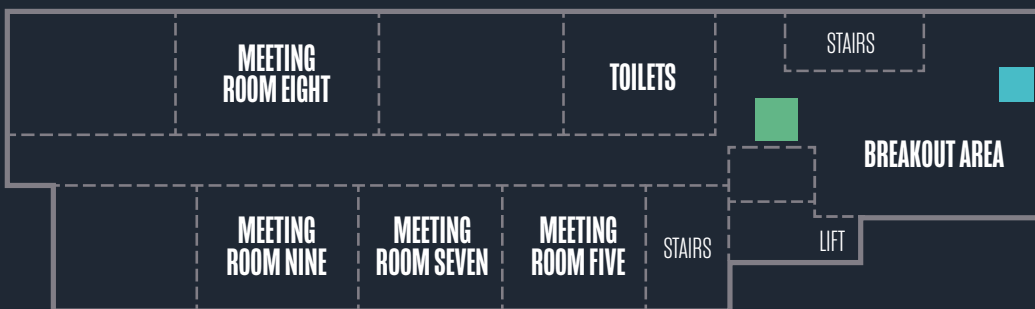 STAIRS
MEETING
ROOM EIGHT
TOILETS
BREAKOUT AREA
MEETING
ROOM NINE
MEETING
ROOM SEVEN
MEETING
ROOM FIVE
STAIRS
LIFT